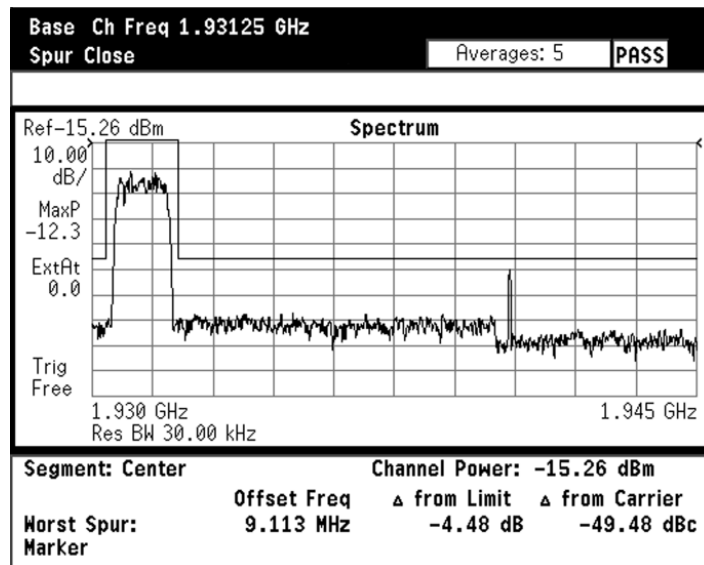 Base Ch Freq 1.93125 GHz
Spur Close
Averages: 5 PASS
Ref-15.26 dBm Spectrum
10.00
dB/
MaxP
-12.3
ExtAt
0.0
Trig
Free
1.930 GHz 1.945 GHz
Res BW 30.00 kHz
Segment: Center Channel Power: -15.26 dBm
Offset Freq Δ from Limit Δ from Carrier
Worst Spur: 9.113 MHz -4.48 dB -49.48 dBc
Marker